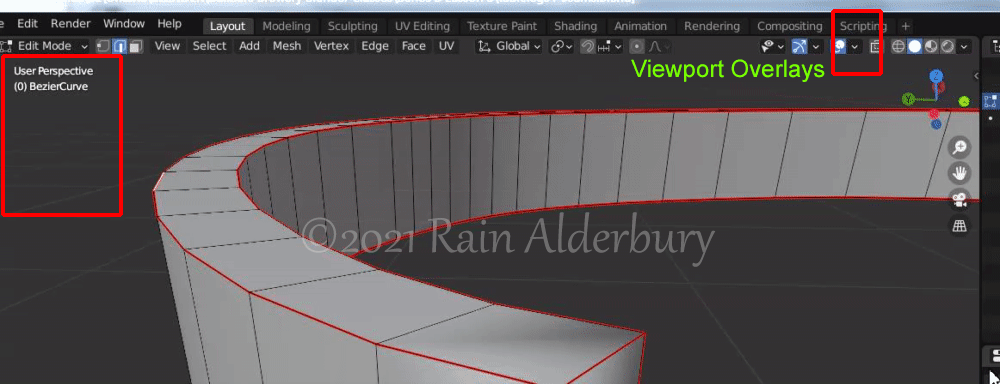 Edit Render Window Help Layout Modeling Sculpting UV Editing Texture Paint Shading Animation Rendering Compositing Scripting +
Edit Mode View Select Add Mesh Vertex Edge Face UV Global
Viewport Overlays
User Perspective
(0) BezierCurve
Z
Y
©2021 Rain Alderbury